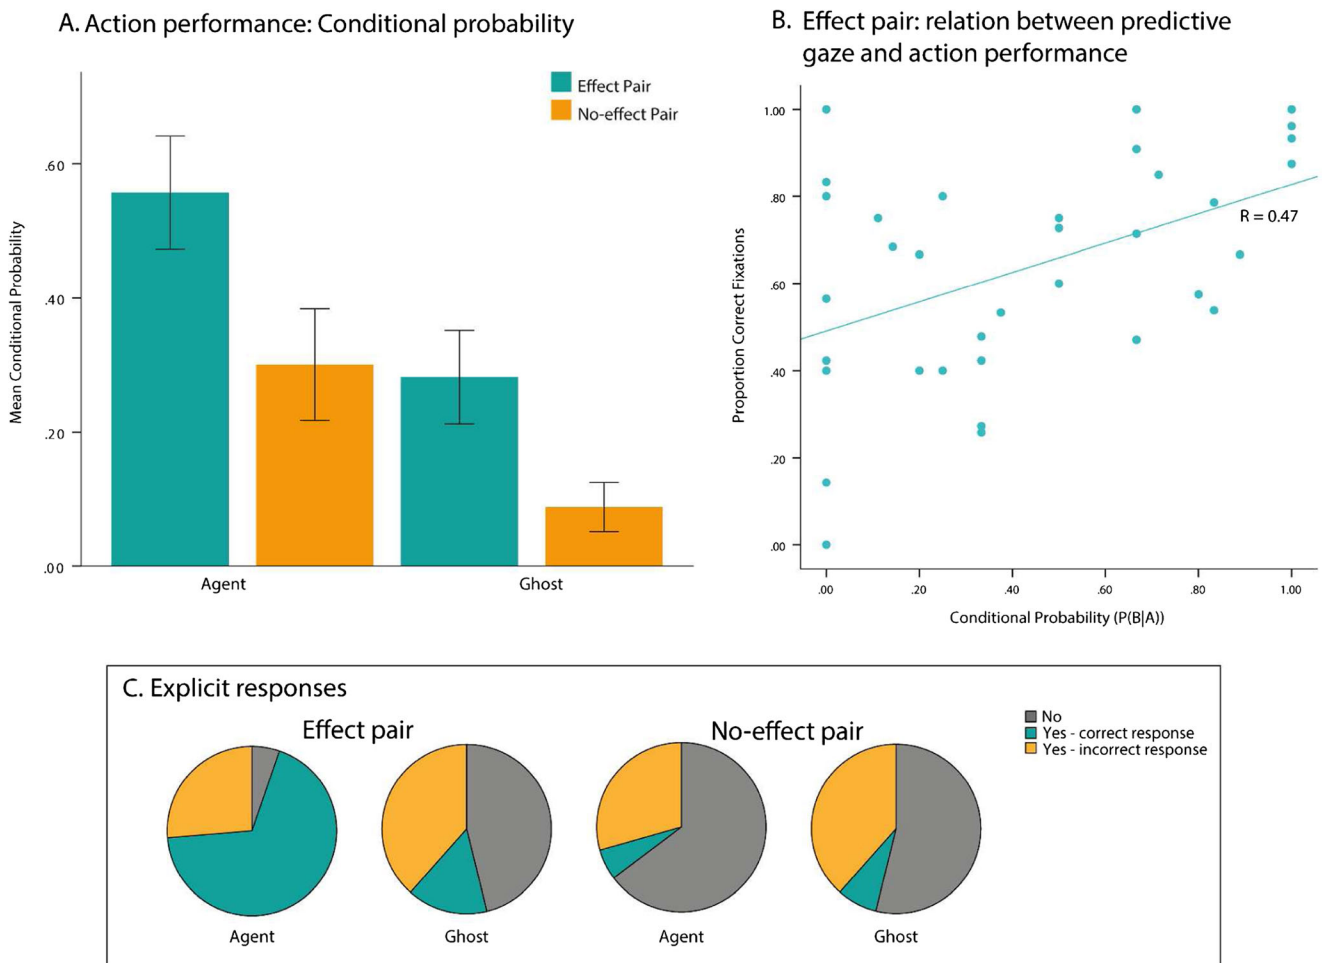 A. Action performance: Conditional probability
Effect Pair
No-effect Pair
Mean Conditional Probability
.60
.40
.20
.00
Agent
Ghost
B. Effect pair: relation between predictive
gaze and action performance
Proportion Correct Fixations
1.00
.80
.60
.40
.20
.00
R = 0.47
.00
.20
.40
.60
.80
1.00
Conditional Probability (P(B|A))
C. Explicit responses
Effect pair
No-effect pair
No
Yes - correct response
Yes - incorrect response
Agent
Ghost
Agent
Ghost